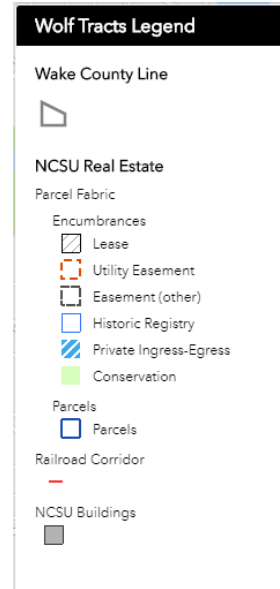 Wolf Tracts Legend
Wake County Line
NCSU Real Estate
Parcel Fabric
Encumbrances
Lease
Utility Easement
Easement (other)
Historic Registry
Private Ingress-Egress
Conservation
Parcels
Parcels
Railroad Corridor
NCSU Buildings